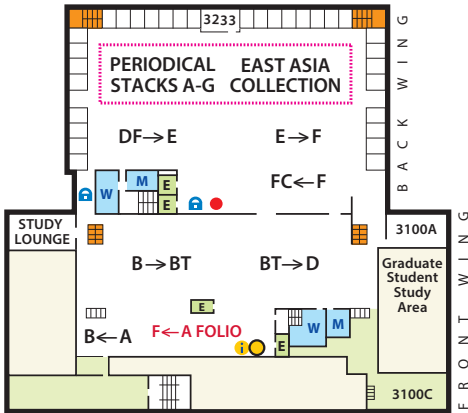 3233
PERIODICAL
STACKS A-G
EAST ASIA
COLLECTION
DF→E
E→F
FC←F
W
M
E
E
BACK WING
STUDY
LOUNGE
3100A
B→BT
BT→D
Graduate
Student
Study
Area
E
F←A FOLIO
B←A
i
E
W
M
3100C
FRONT WING